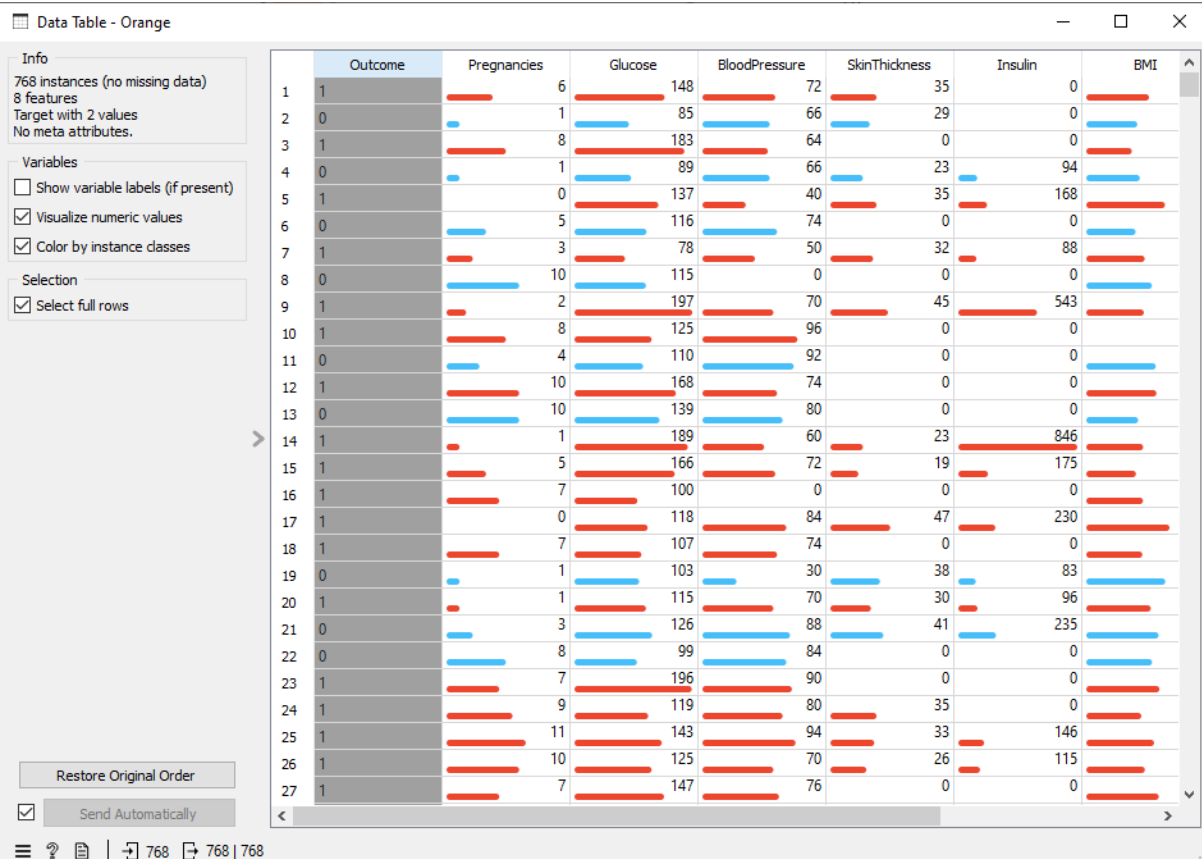 Data Table - Orange
Info
768 instances (no missing data)
8 features
Target with 2 values
No meta attributes.
Variables
Show variable labels (if present)
Visualize numeric values
Color by instance classes
Selection
Select full rows
Restore Original Order
Send Automatically
768 768 | 768
Outcome Pregnancies Glucose BloodPressure SkinThickness Insulin BMI
1 1 6 148 72 35 0
2 0 1 85 66 29 0
3 1 8 183 64 0 0
4 0 1 89 66 23 94
5 1 0 137 40 35 168
6 0 5 116 74 0 0
7 1 3 78 50 32 88
8 0 10 115 0 0 0
9 1 2 197 70 45 543
10 1 8 125 96 0 0
11 0 4 110 92 0 0
12 1 10 168 74 0 0
13 0 10 139 80 0 0
14 1 1 189 60 23 846
15 1 5 166 72 19 175
16 1 7 100 0 0 0
17 1 0 118 84 47 230
18 1 7 107 74 0 0
19 0 1 103 30 38 83
20 1 1 115 70 30 96
21 0 3 126 88 41 235
22 0 8 99 84 0 0
23 1 7 196 90 0 0
24 1 9 119 80 35 0
25 1 11 143 94 33 146
26 1 10 125 70 26 115
27 1 7 147 76 0 0